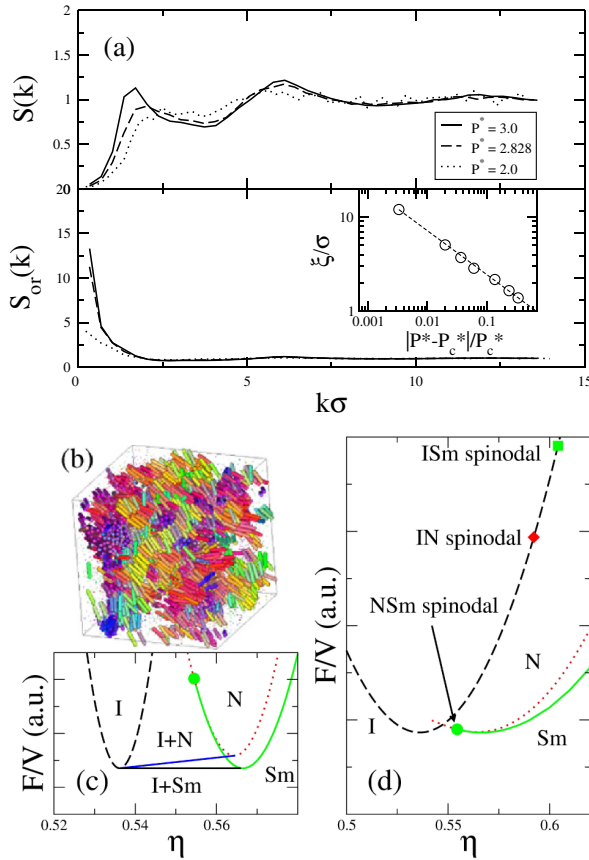 (a)
S(k)
2
1.5
1
0.5
0
P* = 3.0
P* = 2.828
P* = 2.0
S_or(k)
20
15
10
5
0
ξ/σ
10
1
0.001 0.01 0.1
|P*-P_c*|/P_c*
0 5 10 15
kσ
(b)
(c)
F/V (a.u.)
I
N
I+N
I+Sm
Sm
0.52 0.54 0.56
η
(d)
F/V (a.u.)
ISm spinodal
IN spinodal
NSm spinodal
N
I
Sm
0.5 0.55 0.6
η